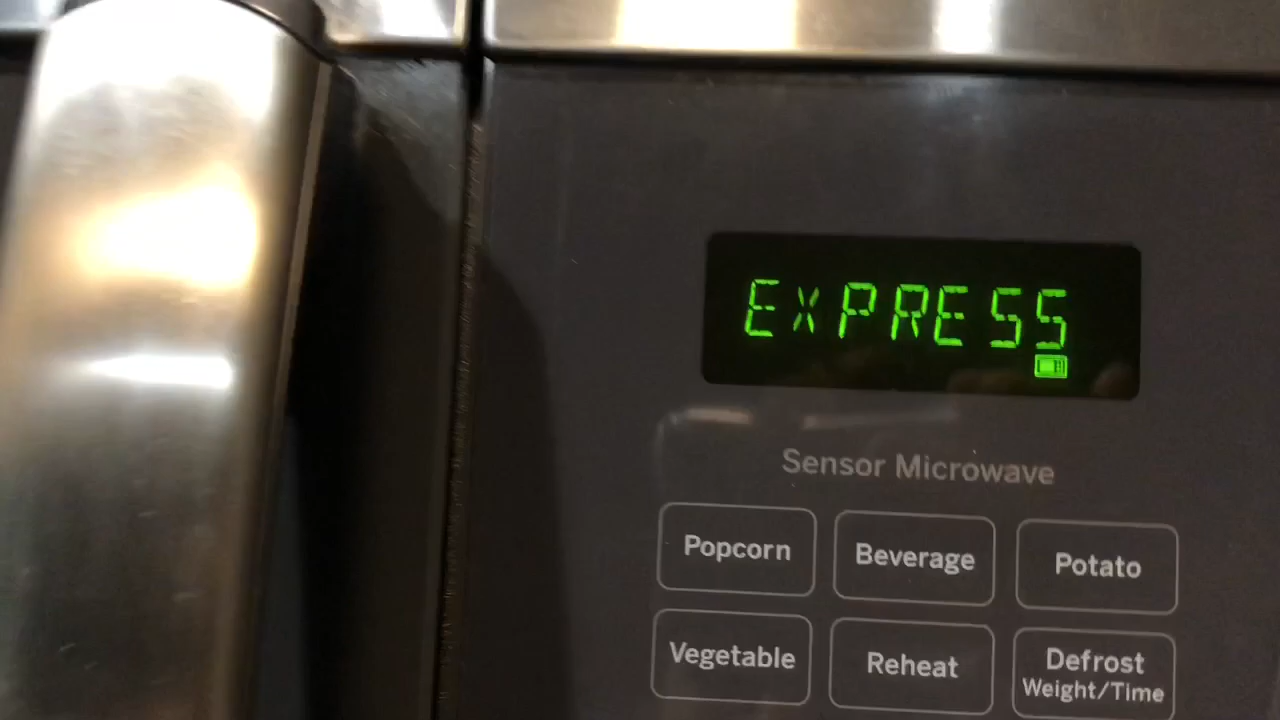 EXPRESS
Sensor Microwave
Popcorn
Beverage
Potato
Vegetable
Reheat
Defrost
Weight/Time